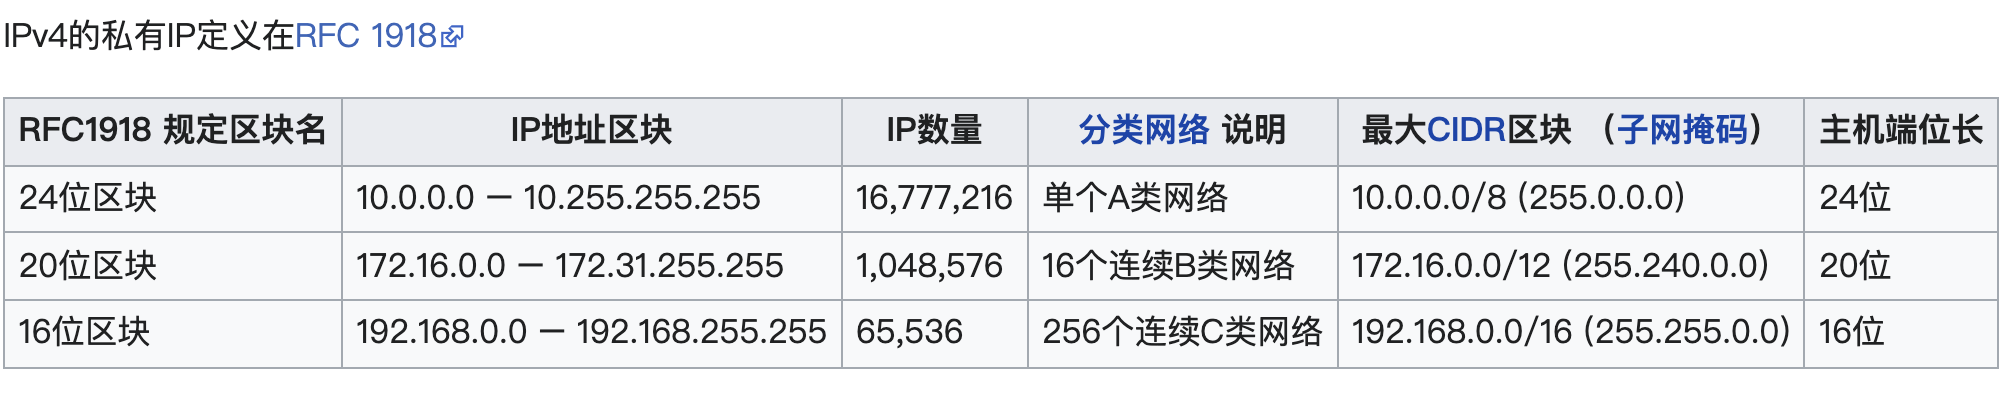 IPv4的私有IP定义在RFC 1918
RFC1918 规定区块名 IP地址区块 IP数量 分类网络 说明 最大CIDR区块 （子网掩码） 主机端位长
24位区块 10.0.0.0 – 10.255.255.255 16,777,216 单个A类网络 10.0.0.0/8 (255.0.0.0) 24位
20位区块 172.16.0.0 – 172.31.255.255 1,048,576 16个连续B类网络 172.16.0.0/12 (255.240.0.0) 20位
16位区块 192.168.0.0 – 192.168.255.255 65,536 256个连续C类网络 192.168.0.0/16 (255.255.0.0) 16位